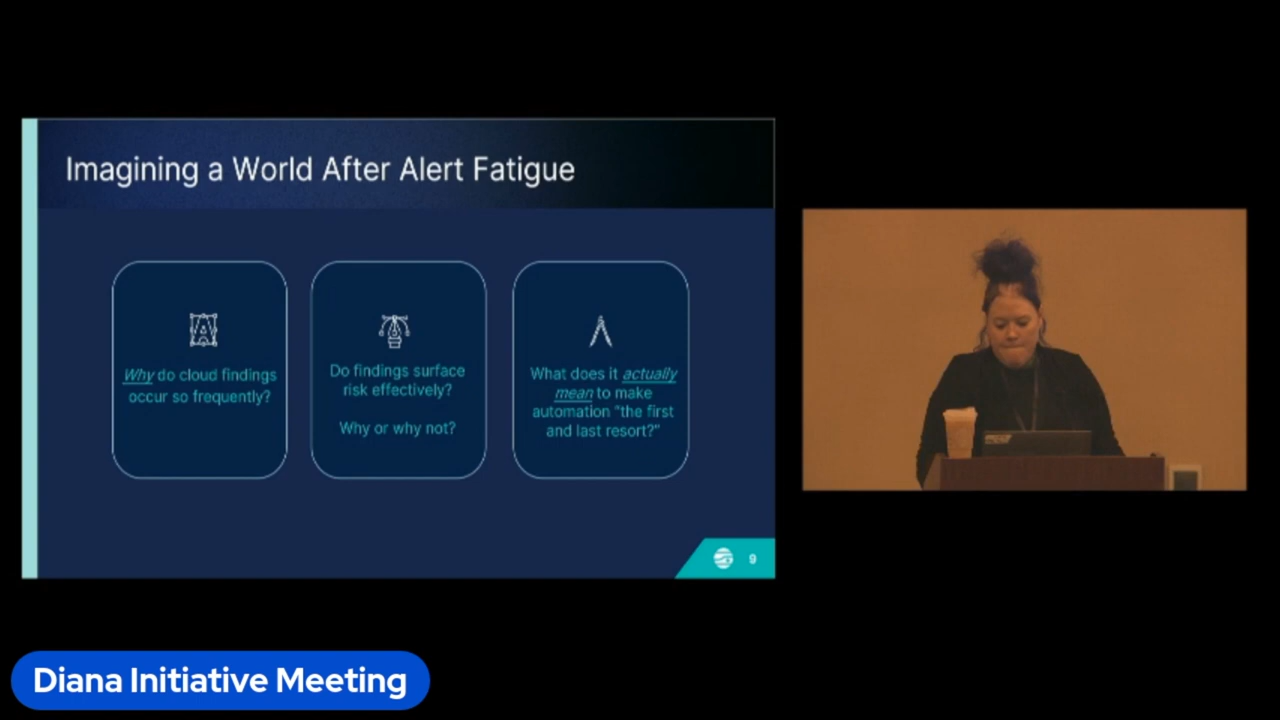 Imagining a World After Alert Fatigue
Why do cloud findings
occur so frequently?
Do findings surface
risk effectively?
Why or why not?
What does it actually
mean to make
automation "the first
and last resort?"
9
Diana Initiative Meeting